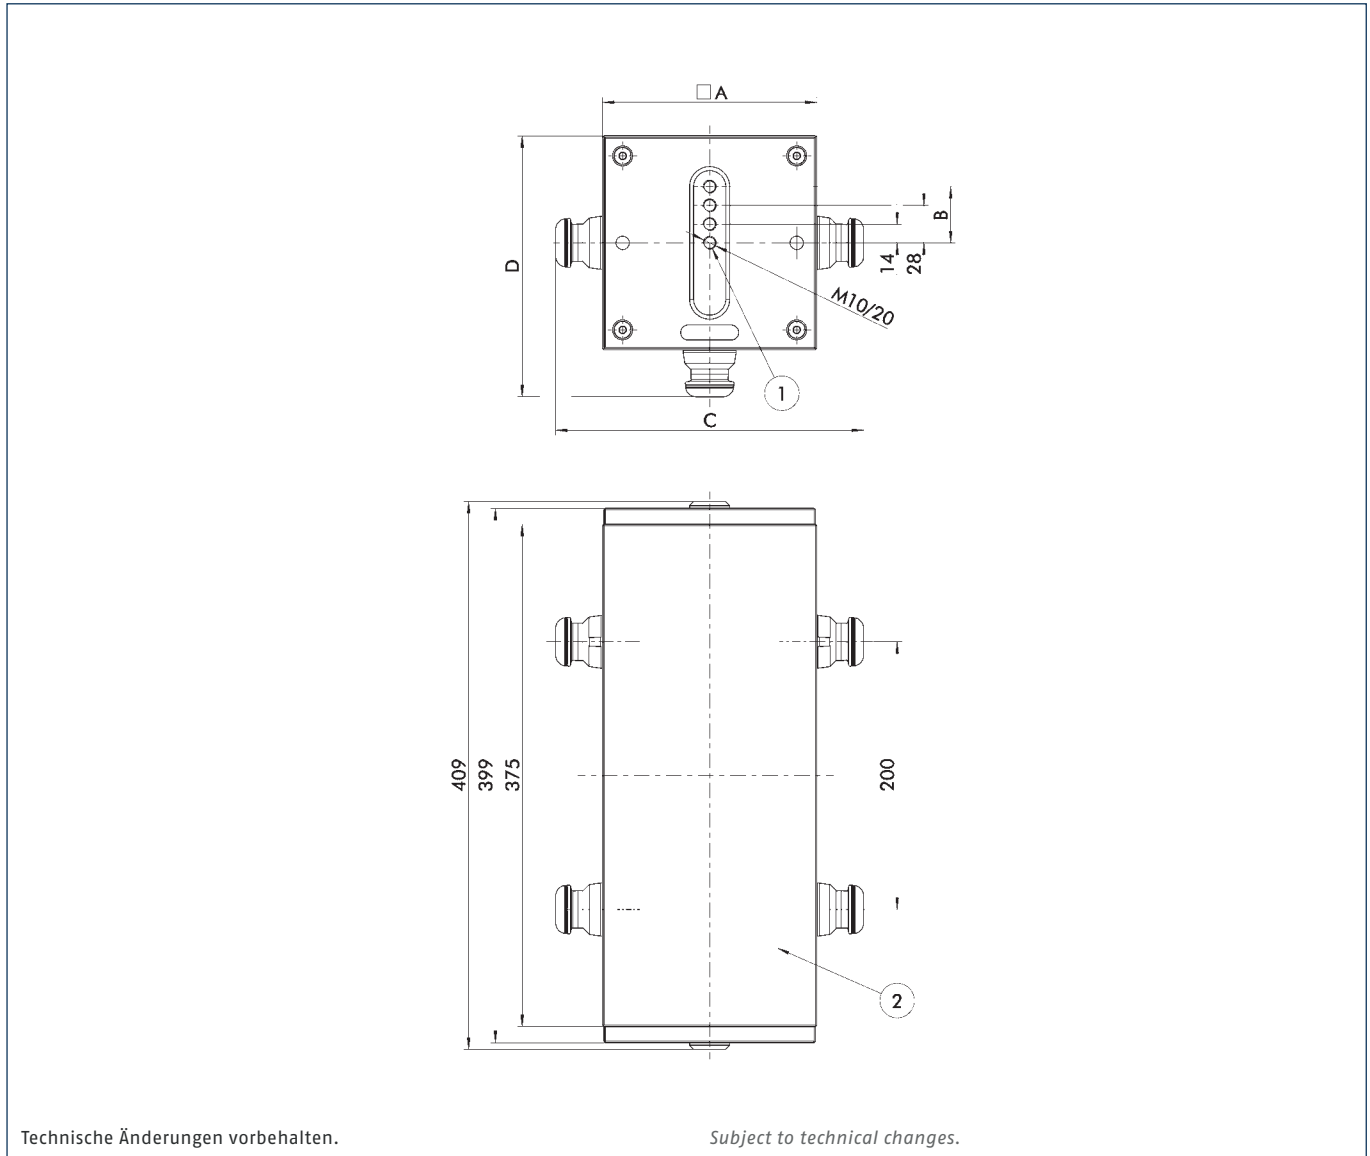 □ A
D
B
14
28
M10/20
1
C
409
399
375
200
2
Technische Änderungen vorbehalten.
Subject to technical changes.